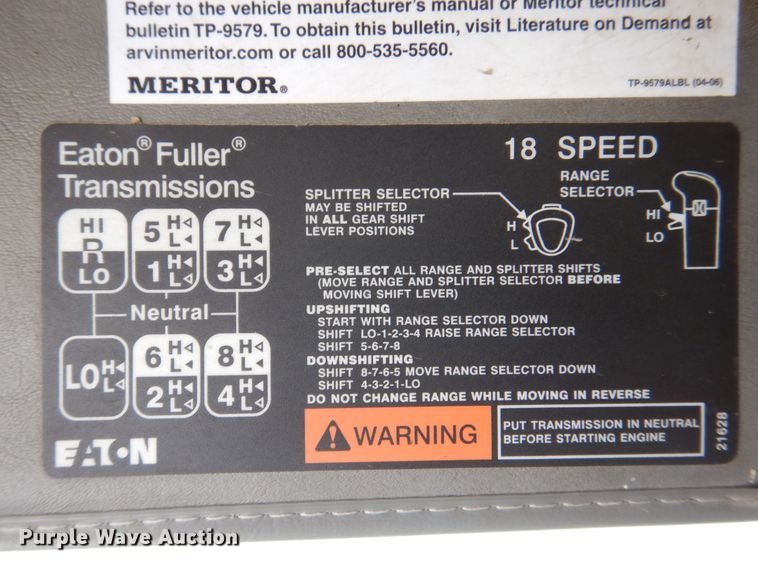 Refer to the vehicle manufacturer's manual or Meritor technical
bulletin TP-9579. To obtain this bulletin, visit Literature on Demand at
arvinmeritor.com or call 800-535-5560.
MERITOR®
TP-9579ALBL (04-06)
Eaton® Fuller®
Transmissions
18 SPEED
HI
R
LO
5 H L
7 H L
1 H L
3 H L
Neutral
LO H L
6 H L
8 H L
2 H L
4 H L
EATON
SPLITTER SELECTOR
MAY BE SHIFTED
IN ALL GEAR SHIFT
LEVER POSITIONS
H
L
RANGE
SELECTOR
HI
LO
PRE-SELECT ALL RANGE AND SPLITTER SHIFTS
(MOVE RANGE AND SPLITTER SELECTOR BEFORE
MOVING SHIFT LEVER)
UPSHIFTING
START WITH RANGE SELECTOR DOWN
SHIFT LO-1-2-3-4 RAISE RANGE SELECTOR
SHIFT 5-6-7-8
DOWNSHIFTING
SHIFT 8-7-6-5 MOVE RANGE SELECTOR DOWN
SHIFT 4-3-2-1-LO
DO NOT CHANGE RANGE WHILE MOVING IN REVERSE
WARNING
PUT TRANSMISSION IN NEUTRAL
BEFORE STARTING ENGINE
21628
Purple Wave Auction